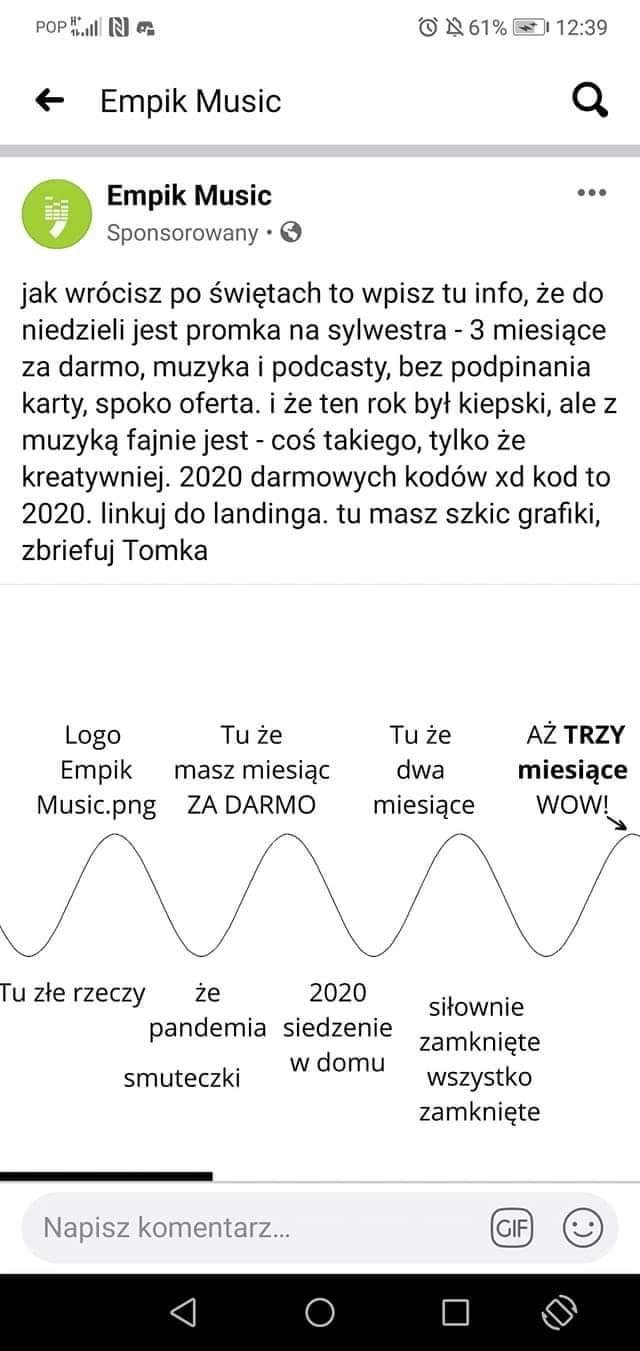 POP H+ 61% 12:39
Empik Music
Empik Music
Sponsorowany •
jak wrócisz po świętach to wpisz tu info, że do
niedzieli jest promka na sylwestra - 3 miesiące
za darmo, muzyka i podcasty, bez podpinania
karty, spoko oferta. i że ten rok był kiepski, ale z
muzyką fajnie jest - coś takiego, tylko że
kreatywniej. 2020 darmowych kodów xd kod to
2020. linkuj do landinga. tu masz szkic grafiki,
zbriefuj Tomka
Logo
Empik
Music.png
Tu że
masz miesiąc
ZA DARMO
Tu że
dwa
miesiące
AŻ TRZY
miesiące
WOW!
Tu złe rzeczy
że
pandemia
smuteczki
2020
siedzenie
w domu
siłownie
zamknięte
wszystko
zamknięte
Napisz komentarz...
GIF